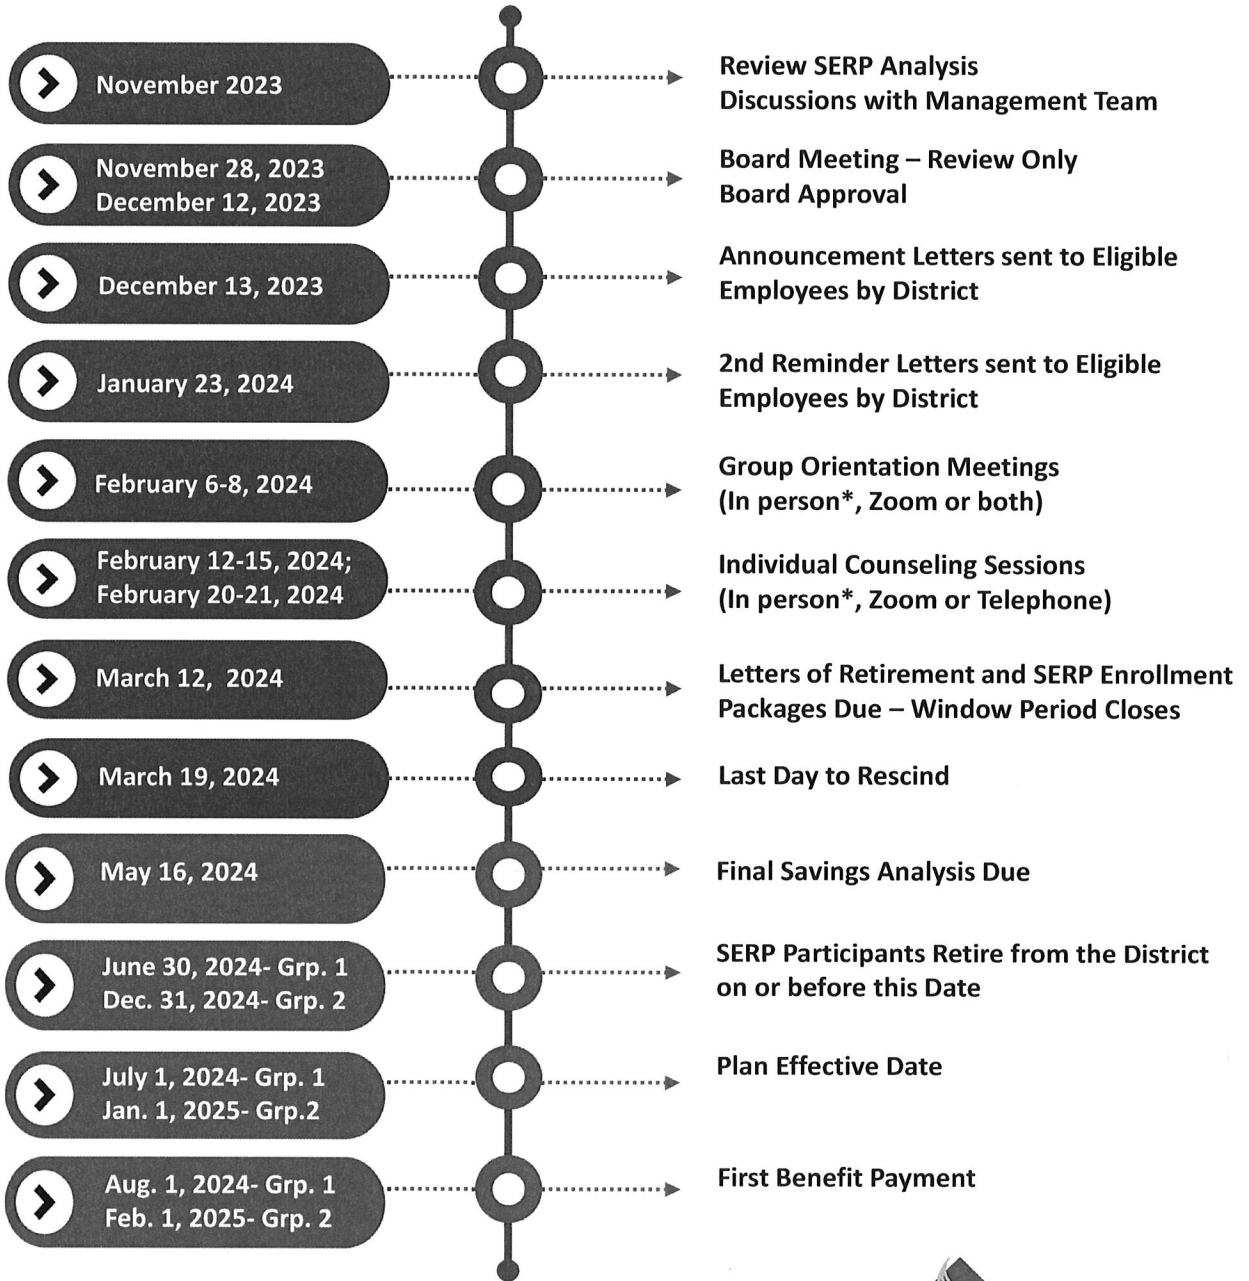 November 2023
Review SERP Analysis
Discussions with Management Team
November 28, 2023
December 12, 2023
Board Meeting – Review Only
Board Approval
December 13, 2023
Announcement Letters sent to Eligible
Employees by District
January 23, 2024
2nd Reminder Letters sent to Eligible
Employees by District
February 6-8, 2024
Group Orientation Meetings
(In person*, Zoom or both)
February 12-15, 2024;
February 20-21, 2024
Individual Counseling Sessions
(In person*, Zoom or Telephone)
March 12, 2024
Letters of Retirement and SERP Enrollment
Packages Due – Window Period Closes
March 19, 2024
Last Day to Rescind
May 16, 2024
Final Savings Analysis Due
June 30, 2024- Grp. 1
Dec. 31, 2024- Grp. 2
SERP Participants Retire from the District
on or before this Date
July 1, 2024- Grp. 1
Jan. 1, 2025- Grp.2
Plan Effective Date
Aug. 1, 2024- Grp. 1
Feb. 1, 2025- Grp. 2
First Benefit Payment